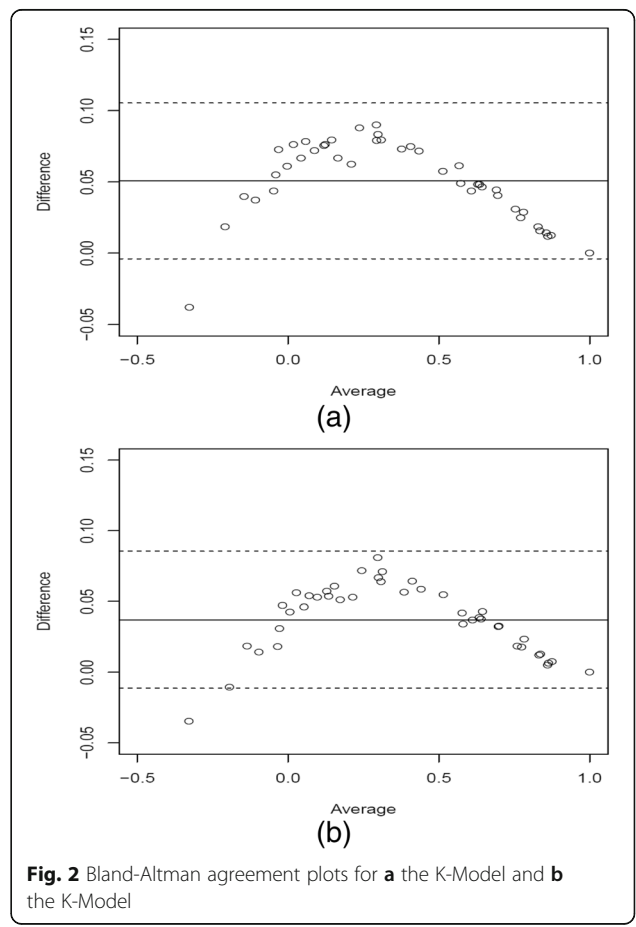 0.15
0.10
0.05
0.00
−0.05
Difference
−0.5 0.0 0.5 1.0
Average
(a)
0.15
0.10
0.05
0.00
−0.05
Difference
−0.5 0.0 0.5 1.0
Average
(b)
Fig. 2 Bland-Altman agreement plots for a the K-Model and b
the K-Model